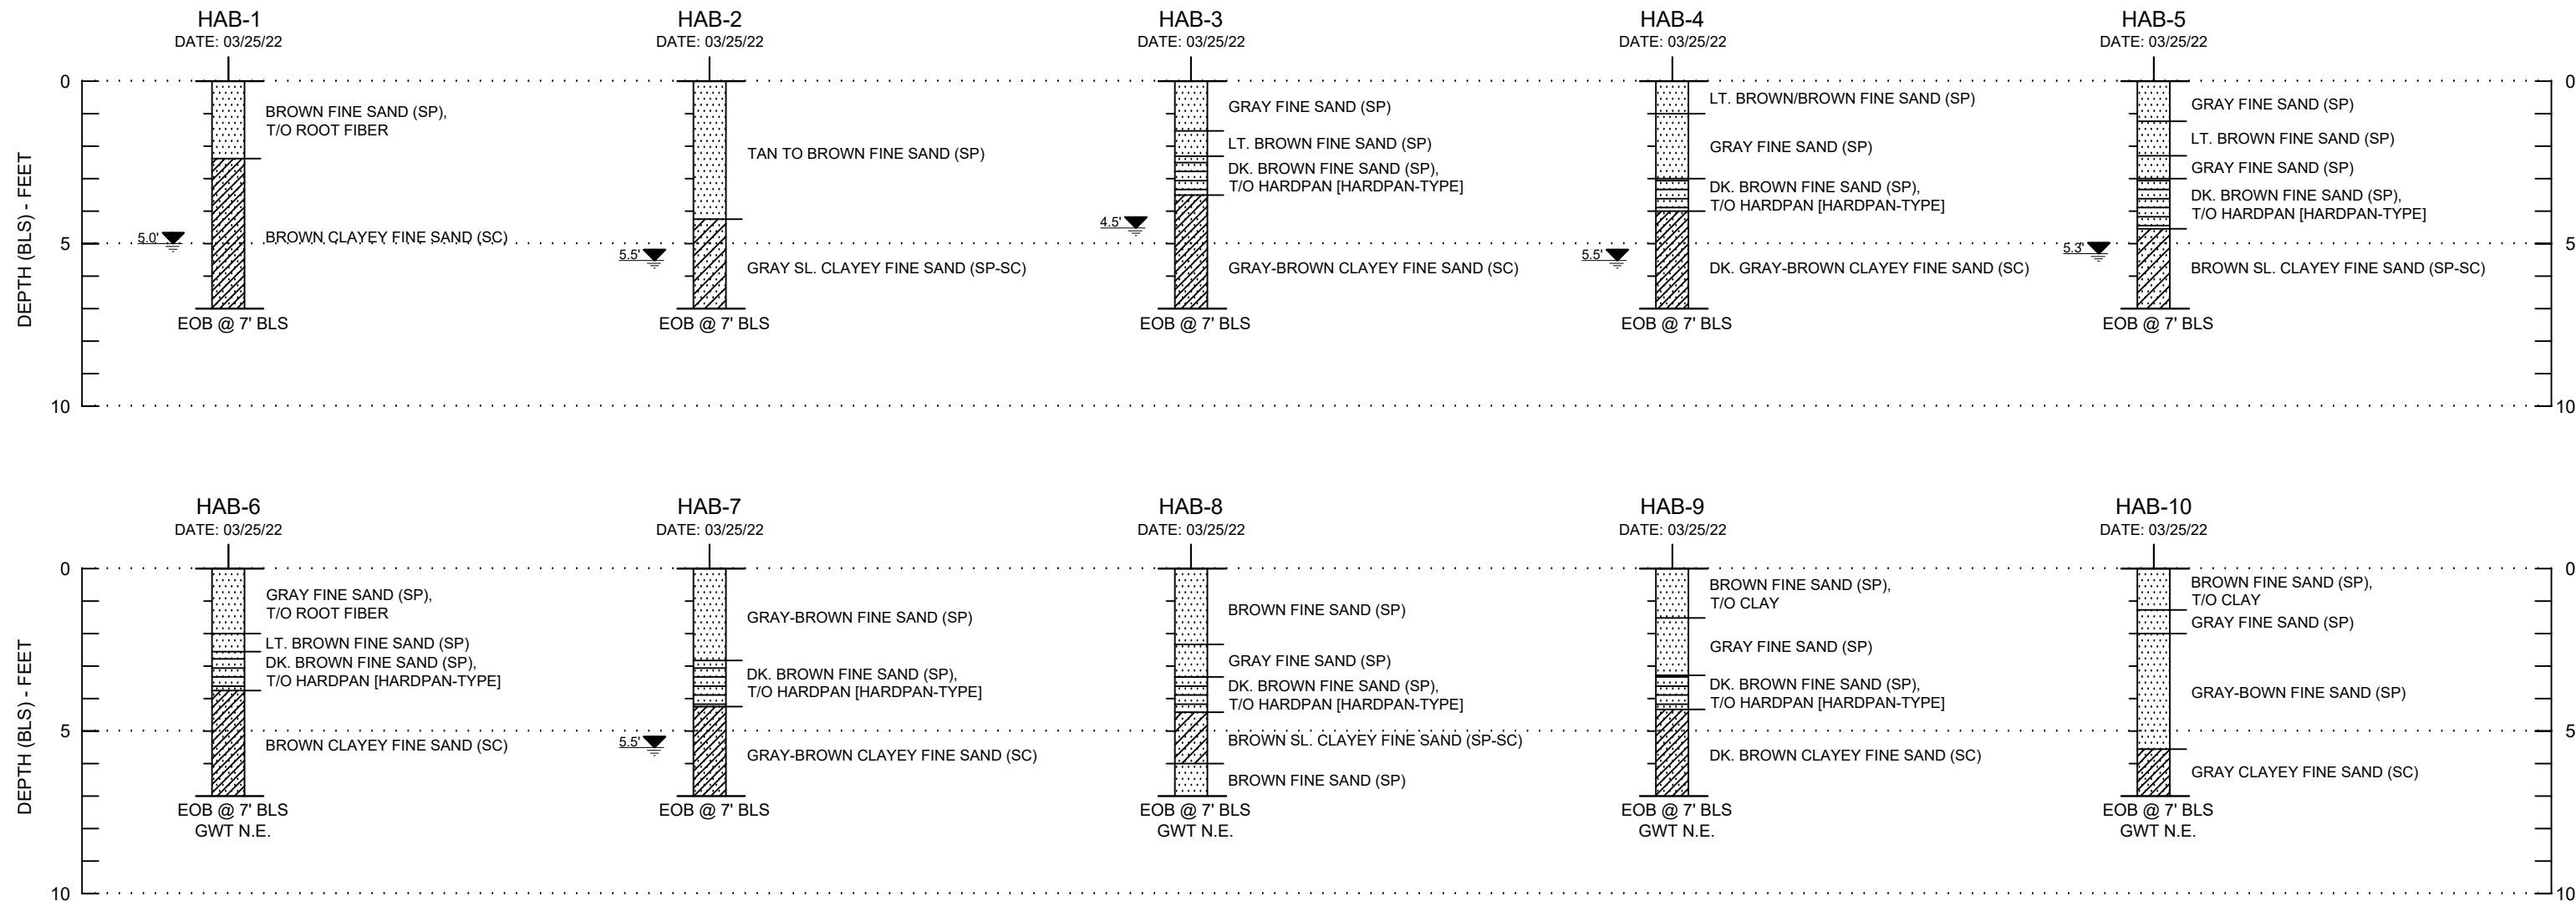 HAB-1
DATE: 03/25/22
HAB-2
DATE: 03/25/22
HAB-3
DATE: 03/25/22
HAB-4
DATE: 03/25/22
HAB-5
DATE: 03/25/22
DEPTH (BLS) - FEET
0
5
10
BROWN FINE SAND (SP),
T/O ROOT FIBER
BROWN CLAYEY FINE SAND (SC)
5.0'
EOB @ 7' BLS
TAN TO BROWN FINE SAND (SP)
GRAY SL. CLAYEY FINE SAND (SP-SC)
5.5'
EOB @ 7' BLS
GRAY FINE SAND (SP)
LT. BROWN FINE SAND (SP)
DK. BROWN FINE SAND (SP),
T/O HARDPAN [HARDPAN-TYPE]
4.5'
GRAY-BROWN CLAYEY FINE SAND (SC)
EOB @ 7' BLS
LT. BROWN/BROWN FINE SAND (SP)
GRAY FINE SAND (SP)
DK. BROWN FINE SAND (SP),
T/O HARDPAN [HARDPAN-TYPE]
5.5'
DK. GRAY-BROWN CLAYEY FINE SAND (SC)
EOB @ 7' BLS
GRAY FINE SAND (SP)
LT. BROWN FINE SAND (SP)
GRAY FINE SAND (SP)
DK. BROWN FINE SAND (SP),
T/O HARDPAN [HARDPAN-TYPE]
5.3'
BROWN SL. CLAYEY FINE SAND (SP-SC)
EOB @ 7' BLS
0
5
10
HAB-6
DATE: 03/25/22
HAB-7
DATE: 03/25/22
HAB-8
DATE: 03/25/22
HAB-9
DATE: 03/25/22
HAB-10
DATE: 03/25/22
DEPTH (BLS) - FEET
0
5
10
GRAY FINE SAND (SP),
T/O ROOT FIBER
LT. BROWN FINE SAND (SP)
DK. BROWN FINE SAND (SP),
T/O HARDPAN [HARDPAN-TYPE]
BROWN CLAYEY FINE SAND (SC)
EOB @ 7' BLS
GWT N.E.
GRAY-BROWN FINE SAND (SP)
DK. BROWN FINE SAND (SP),
T/O HARDPAN [HARDPAN-TYPE]
5.5'
GRAY-BROWN CLAYEY FINE SAND (SC)
EOB @ 7' BLS
BROWN FINE SAND (SP)
GRAY FINE SAND (SP)
DK. BROWN FINE SAND (SP),
T/O HARDPAN [HARDPAN-TYPE]
BROWN SL. CLAYEY FINE SAND (SP-SC)
BROWN FINE SAND (SP)
EOB @ 7' BLS
GWT N.E.
BROWN FINE SAND (SP),
T/O CLAY
GRAY FINE SAND (SP)
DK. BROWN FINE SAND (SP),
T/O HARDPAN [HARDPAN-TYPE]
DK. BROWN CLAYEY FINE SAND (SC)
EOB @ 7' BLS
GWT N.E.
BROWN FINE SAND (SP),
T/O CLAY
GRAY FINE SAND (SP)
GRAY-BOWN FINE SAND (SP)
GRAY CLAYEY FINE SAND (SC)
EOB @ 7' BLS
GWT N.E.
0
5
10